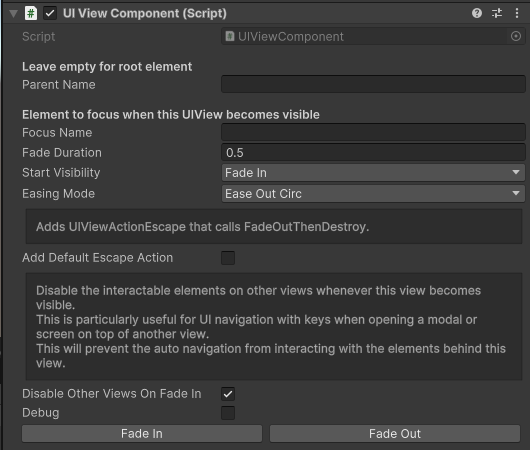 UI View Component (Script)
Script UIViewComponent
Leave empty for root element
Parent Name
Element to focus when this UIView becomes visible
Focus Name
Fade Duration 0.5
Start Visibility Fade In
Easing Mode Ease Out Circ
Adds UIViewActionEscape that calls FadeOutThenDestroy.
Add Default Escape Action
Disable the interactable elements on other views whenever this view becomes
visible.
This is particularly useful for UI navigation with keys when opening a modal or
screen on top of another view.
This will prevent the auto navigation from interacting with the elements behind this
view.
Disable Other Views On Fade In
Debug
Fade In Fade Out